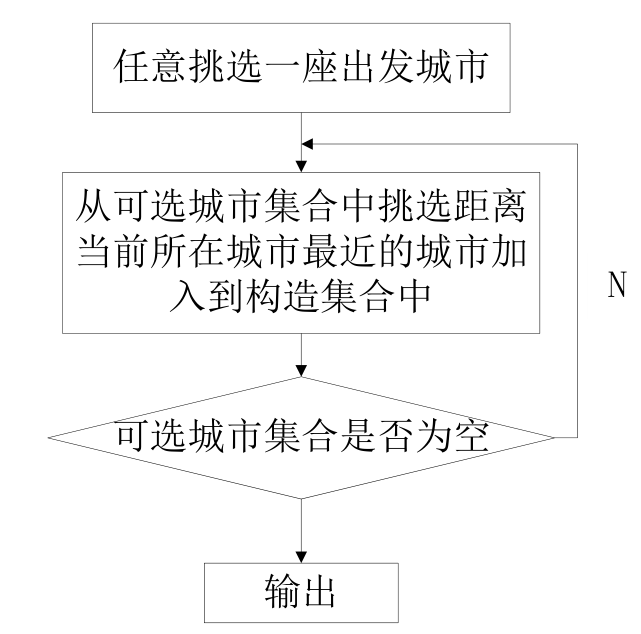 任意挑选一座出发城市
从可选城市集合中挑选距离
当前所在城市最近的城市加
入到构造集合中
N
可选城市集合是否为空
输出